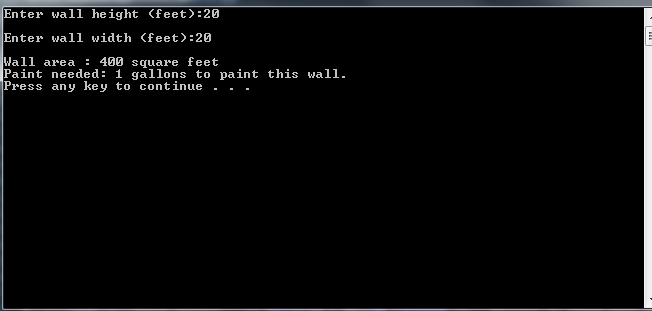 Enter wall height (feet):20
Enter wall width (feet):20
Wall area : 400 square feet
Paint needed: 1 gallons to paint this wall.
Press any key to continue . . .